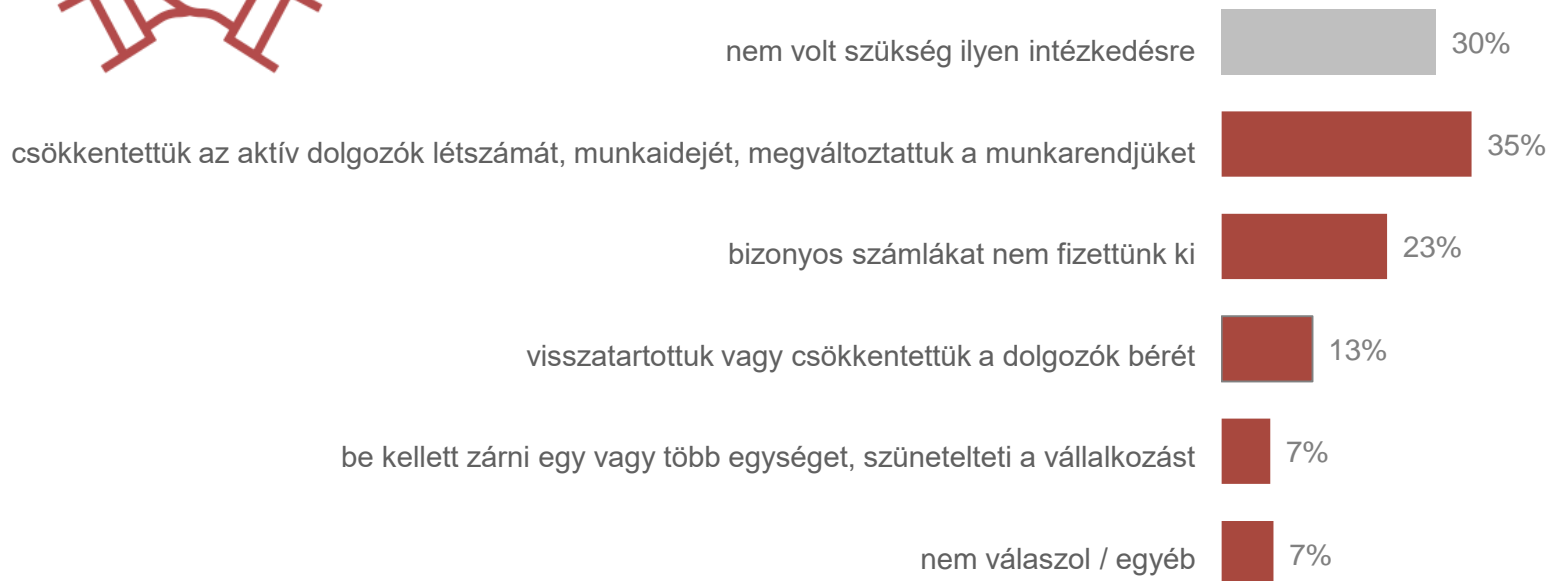 nem volt szükség ilyen intézkedésre 30%
csökkentettük az aktív dolgozók létszámát, munkaidejét, megváltoztattuk a munkarendjüket 35%
bizonyos számlákat nem fizettünk ki 23%
visszatartottuk vagy csökkentettük a dolgozók bérét 13%
be kellett zárni egy vagy több egységet, szünetelteti a vállalkozást 7%
nem válaszol / egyéb 7%